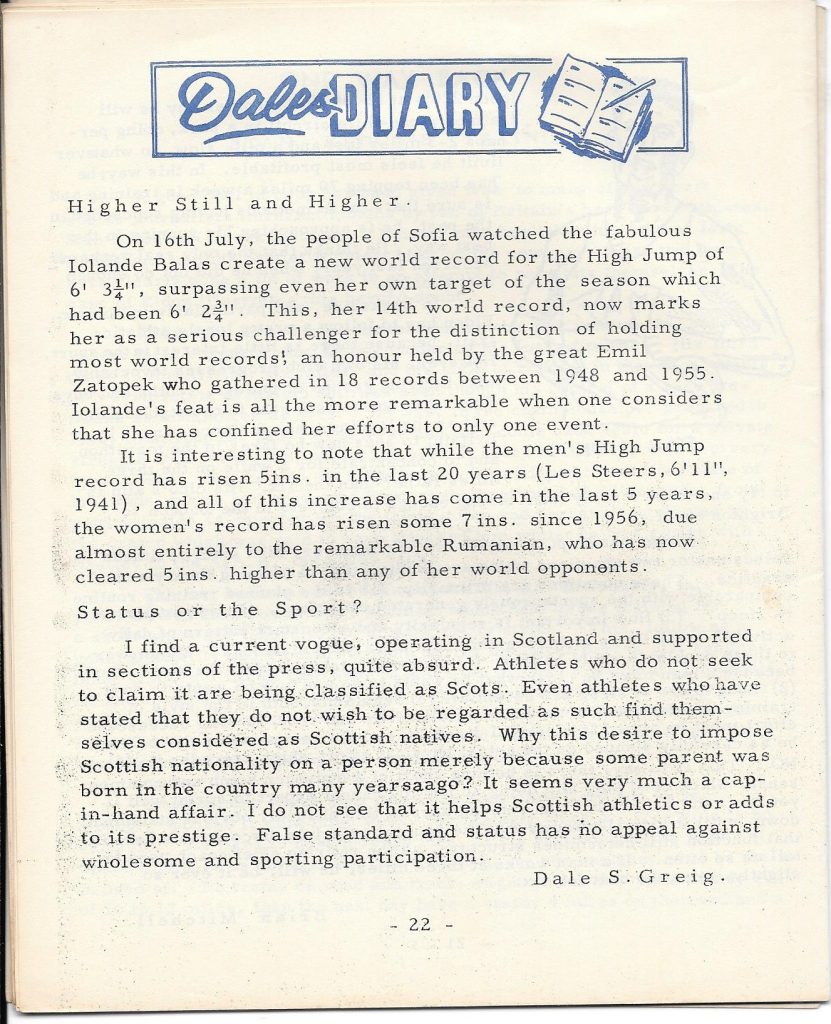 Dales DIARY
Higher Still and Higher.
On 16th July, the people of Sofia watched the fabulous
Iolande Balas create a new world record for the High Jump of
6' 3¼", surpassing even her own target of the season which
had been 6' 2¾". This, her 14th world record, now marks
her as a serious challenger for the distinction of holding
most world records', an honour held by the great Emil
Zatopek who gathered in 18 records between 1948 and 1955.
Iolande's feat is all the more remarkable when one considers
that she has confined her efforts to only one event.
It is interesting to note that while the men's High Jump
record has risen 5ins. in the last 20 years (Les Steers, 6'11",
1941), and all of this increase has come in the last 5 years,
the women's record has risen some 7ins. since 1956, due
almost entirely to the remarkable Rumanian, who has now
cleared 5ins. higher than any of her world opponents.
Status or the Sport?
I find a current vogue, operating in Scotland and supported
in sections of the press, quite absurd. Athletes who do not seek
to claim it are being classified as Scots. Even athletes who have
stated that they do not wish to be regarded as such find them-
selves considered as Scottish natives. Why this desire to impose
Scottish nationality on a person merely because some parent was
born in the country many yearsaago? It seems very much a cap-
in-hand affair. I do not see that it helps Scottish athletics or adds
to its prestige. False standard and status has no appeal against
wholesome and sporting participation.
Dale S. Greig.
- 22 -